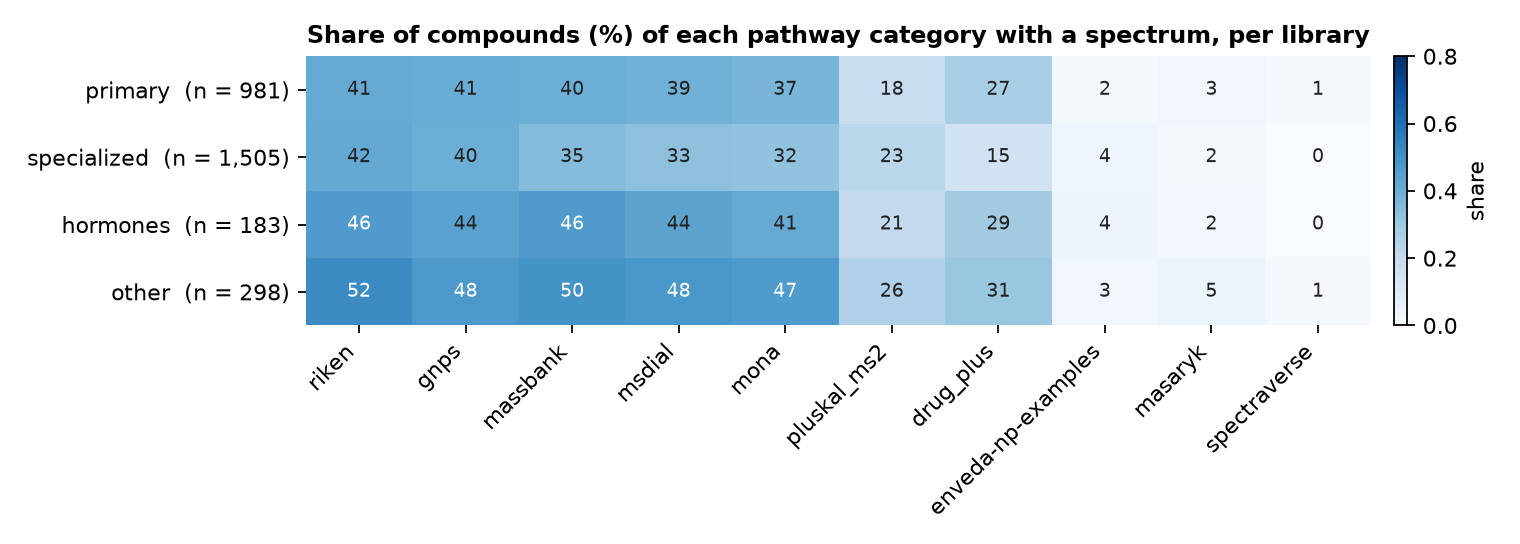 Share of compounds (%) of each pathway category with a spectrum, per library
primary (n = 981) 41 41 40 39 37 18 27 2 3 1
specialized (n = 1,505) 42 40 35 33 32 23 15 4 2 0
hormones (n = 183) 46 44 46 44 41 21 29 4 2 0
other (n = 298) 52 48 50 48 47 26 31 3 5 1
riken gnps massbank msdial mona pluskal_ms2 drug_plus enveda-np-examples masaryk spectraverse
0.8
0.6
0.4
0.2
0.0
share